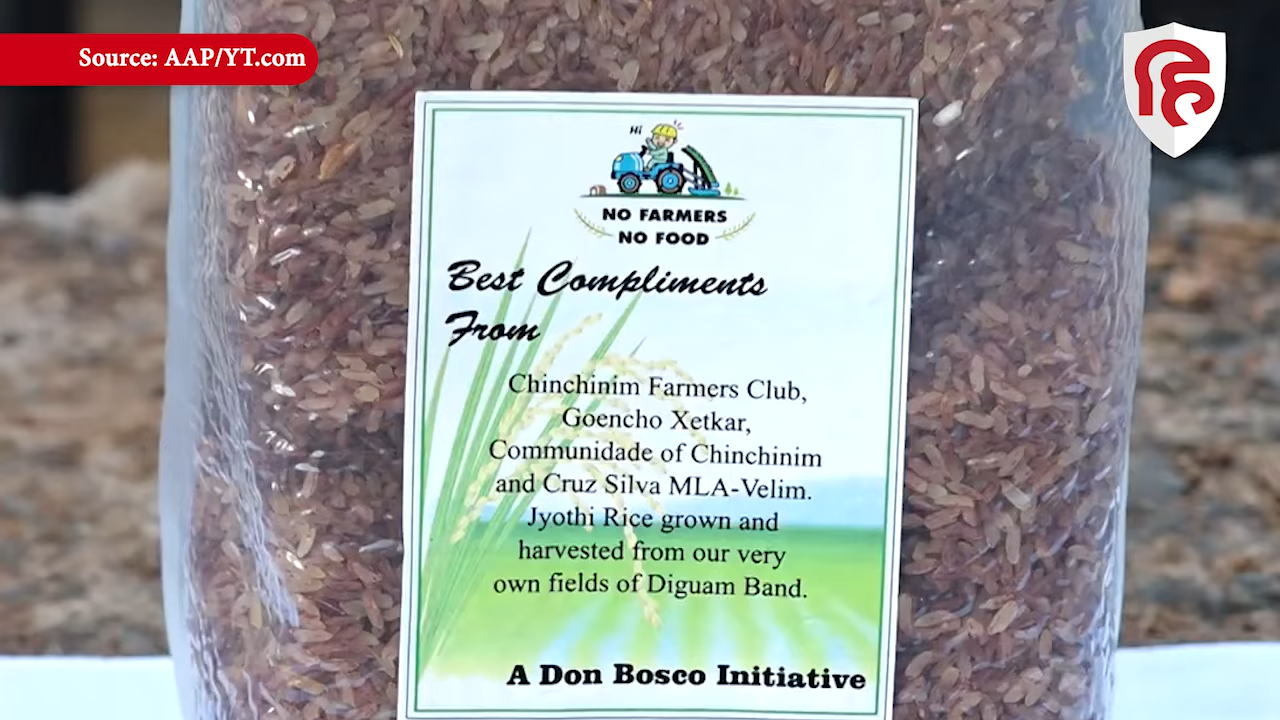 Source: AAP/YT.com
Hi
NO FARMERS
NO FOOD
Best Compliments
From
Chinchinim Farmers Club,
Goencho Xetkar,
Communidade of Chinchinim
and Cruz Silva MLA-Velim.
Jyothi Rice grown and
harvested from our very
own fields of Diguam Band.
A Don Bosco Initiative